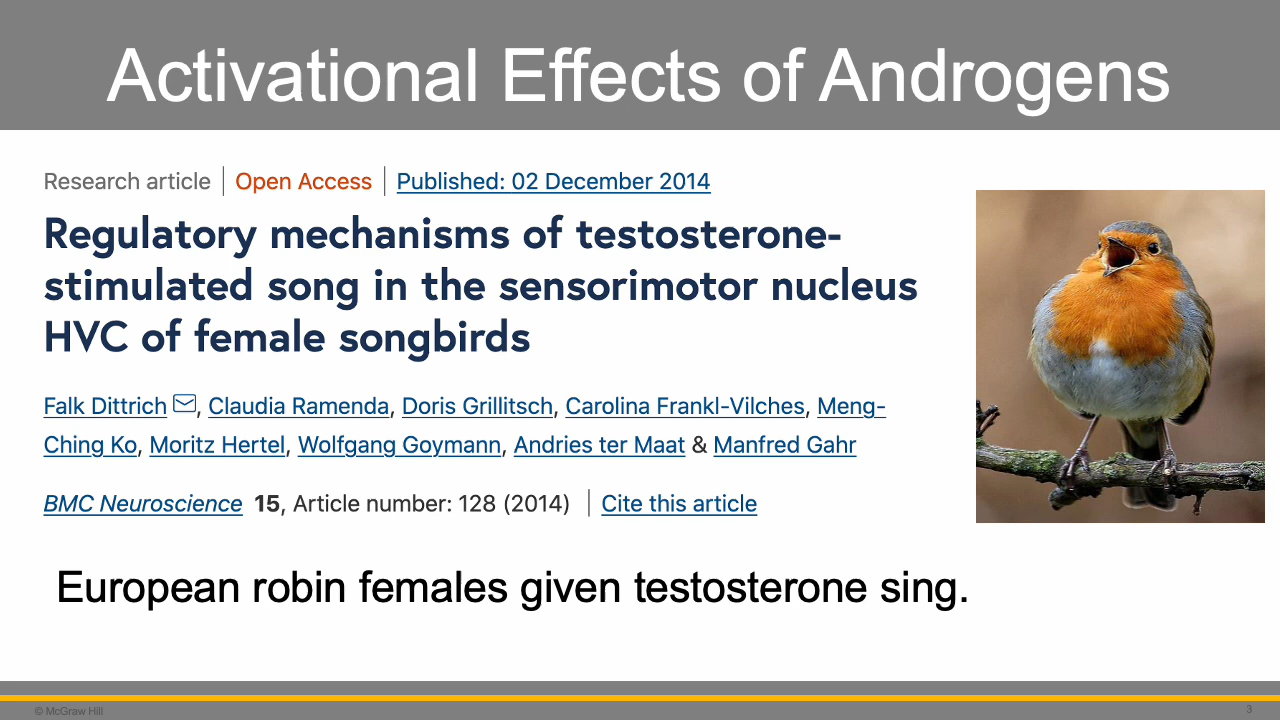 Activational Effects of Androgens
Research article | Open Access | Published: 02 December 2014
Regulatory mechanisms of testosterone-
stimulated song in the sensorimotor nucleus
HVC of female songbirds
Falk Dittrich, Claudia Ramenda, Doris Grillitsch, Carolina Frankl-Vilches, Meng-
Ching Ko, Moritz Hertel, Wolfgang Goymann, Andries ter Maat & Manfred Gahr
BMC Neuroscience 15, Article number: 128 (2014) | Cite this article
European robin females given testosterone sing.
© McGraw Hill
3